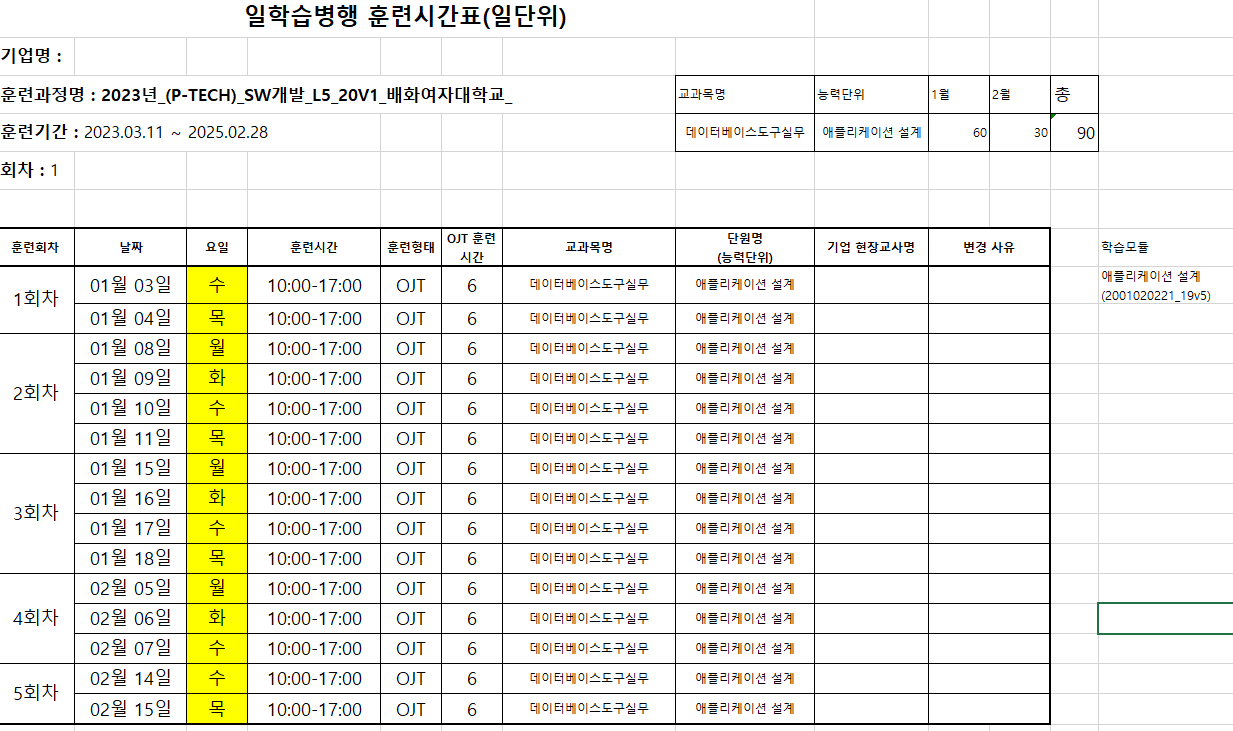 일학습병행 훈련시간표(일단위)
기업명 :
훈련과정명 : 2023년_(P-TECH)_SW개발_L5_20V1_배화여자대학교_
교과목명 능력단위 1월 2월 총
훈련기간 : 2023.03.11 ~ 2025.02.28
데이터베이스도구실무 애플리케이션 설계 60 30 90
회차 : 1
훈련회차 날짜 요일 훈련시간 훈련형태 OJT 훈련시간 교과목명 단원명(능력단위) 기업 현장교사명 변경 사유 학습모듈
1회차 01월 03일 수 10:00-17:00 OJT 6 데이터베이스도구실무 애플리케이션 설계 애플리케이션 설계
(2001020221_19v5)
01월 04일 목 10:00-17:00 OJT 6 데이터베이스도구실무 애플리케이션 설계
2회차 01월 08일 월 10:00-17:00 OJT 6 데이터베이스도구실무 애플리케이션 설계
01월 09일 화 10:00-17:00 OJT 6 데이터베이스도구실무 애플리케이션 설계
01월 10일 수 10:00-17:00 OJT 6 데이터베이스도구실무 애플리케이션 설계
01월 11일 목 10:00-17:00 OJT 6 데이터베이스도구실무 애플리케이션 설계
3회차 01월 15일 월 10:00-17:00 OJT 6 데이터베이스도구실무 애플리케이션 설계
01월 16일 화 10:00-17:00 OJT 6 데이터베이스도구실무 애플리케이션 설계
01월 17일 수 10:00-17:00 OJT 6 데이터베이스도구실무 애플리케이션 설계
01월 18일 목 10:00-17:00 OJT 6 데이터베이스도구실무 애플리케이션 설계
4회차 02월 05일 월 10:00-17:00 OJT 6 데이터베이스도구실무 애플리케이션 설계
02월 06일 화 10:00-17:00 OJT 6 데이터베이스도구실무 애플리케이션 설계
02월 07일 수 10:00-17:00 OJT 6 데이터베이스도구실무 애플리케이션 설계
5회차 02월 14일 수 10:00-17:00 OJT 6 데이터베이스도구실무 애플리케이션 설계
02월 15일 목 10:00-17:00 OJT 6 데이터베이스도구실무 애플리케이션 설계